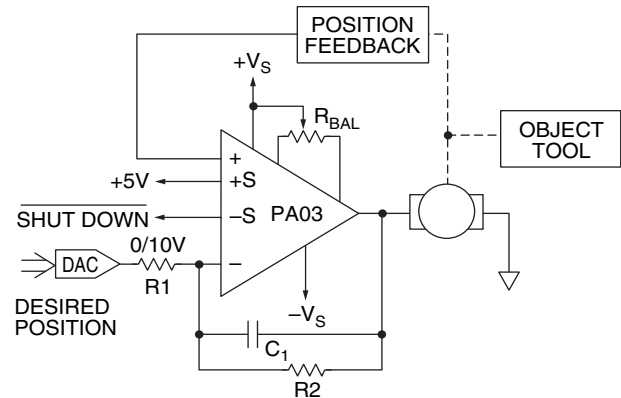 POSITION
FEEDBACK
+VS
RBAL
OBJECT
TOOL
+
+5V
+S
SHUT DOWN
−S
PA03
0/10V
−
DAC
R1
DESIRED
POSITION
−VS
C1
R2